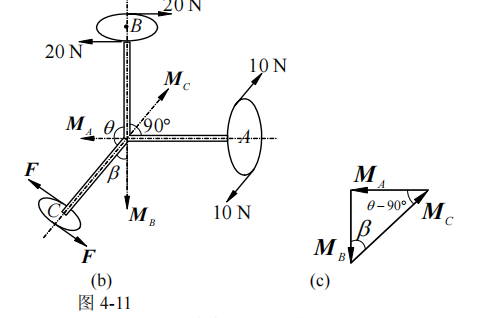 20 N
B
20 N
10 N
M_C
M_A
θ
90°
A
β
F
C
10 N
M_B
F
M_A
θ−90°
M_C
M_B
β
(b)
(c)
图 4-11